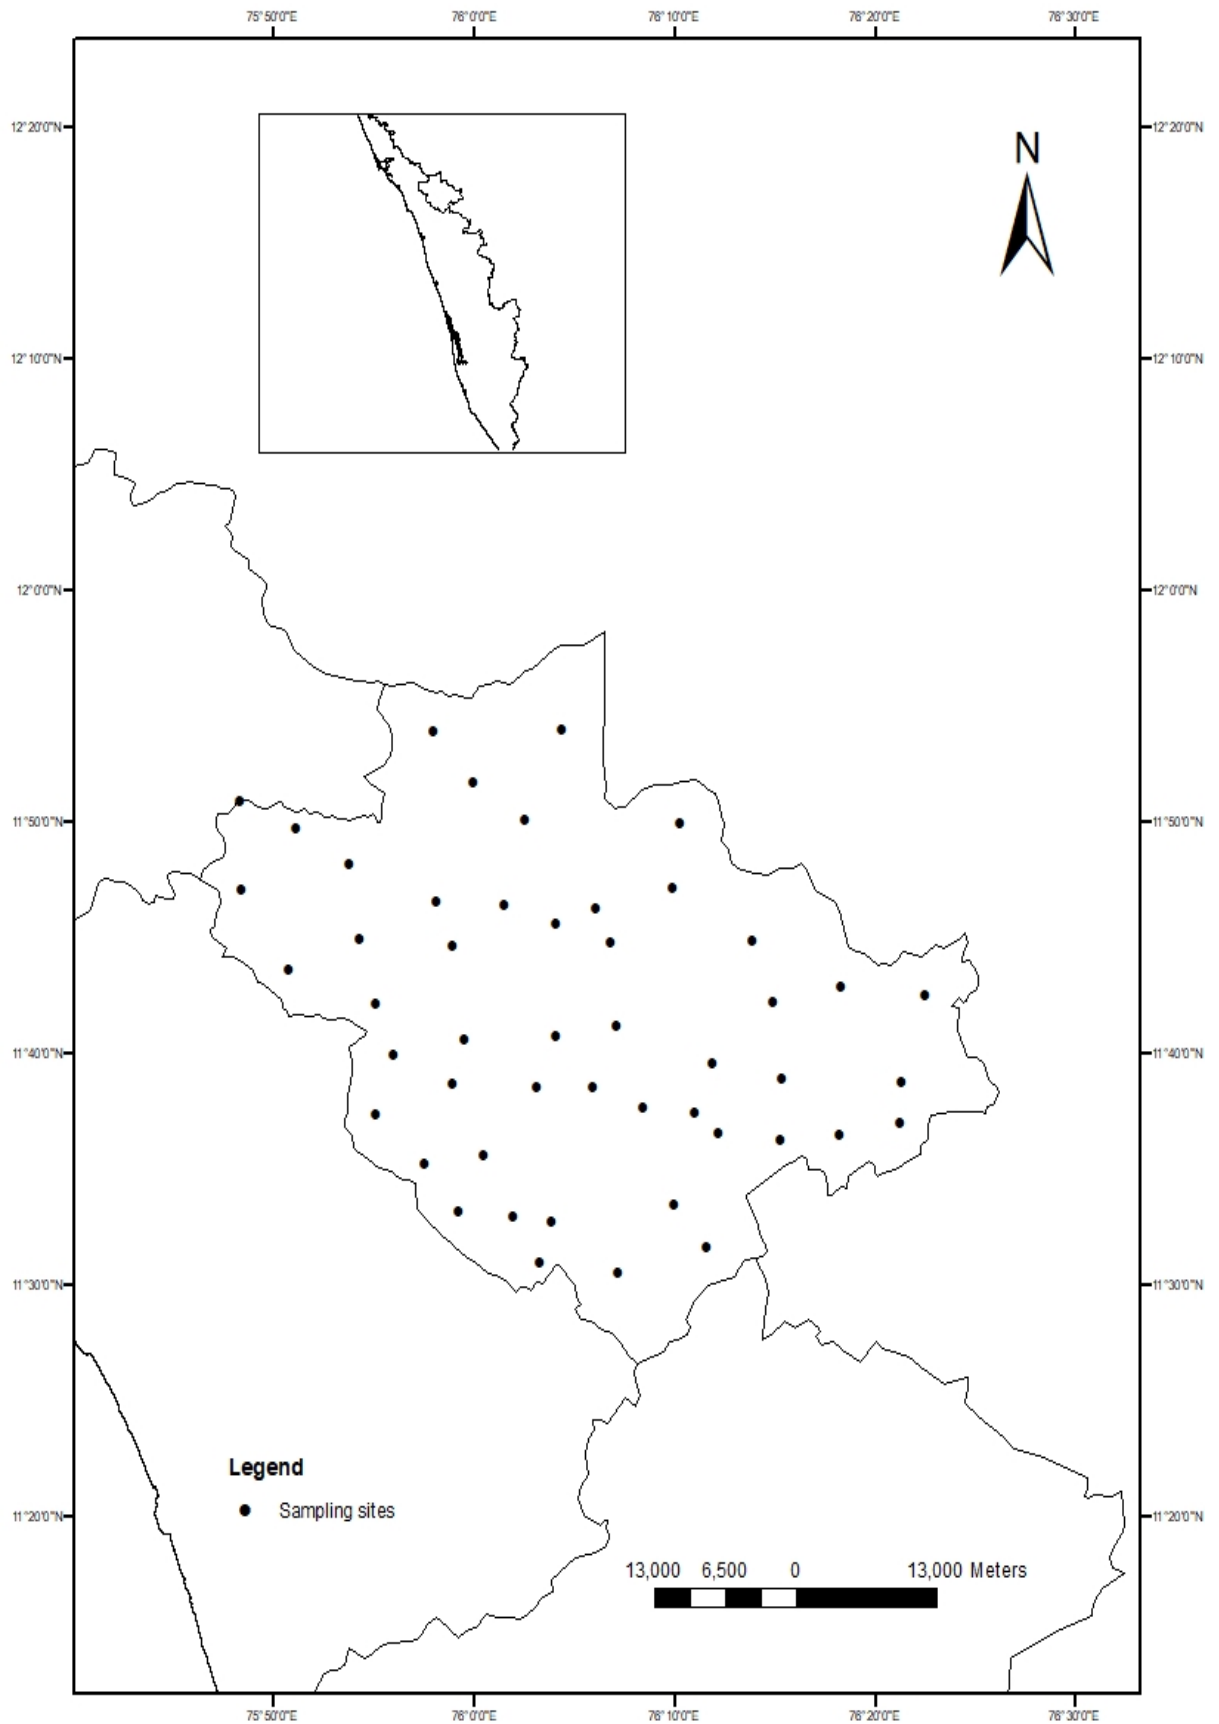 75°50'0"E 76°0'0"E 76°10'0"E 76°20'0"E 76°30'0"E
12°20'0"N 12°20'0"N
N
12°10'0"N 12°10'0"N
12°0'0"N 12°0'0"N
11°50'0"N 11°50'0"N
11°40'0"N 11°40'0"N
11°30'0"N 11°30'0"N
Legend
Sampling sites
11°20'0"N 11°20'0"N
13,000 6,500 0 13,000 Meters
75°50'0"E 76°0'0"E 76°10'0"E 76°20'0"E 76°30'0"E